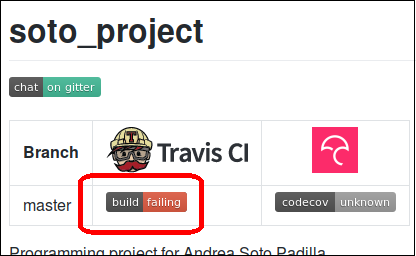 soto_project
chat on gitter
Branch Travis CI
master build failing codecov unknown
Programming project for Andrea Soto Padilla